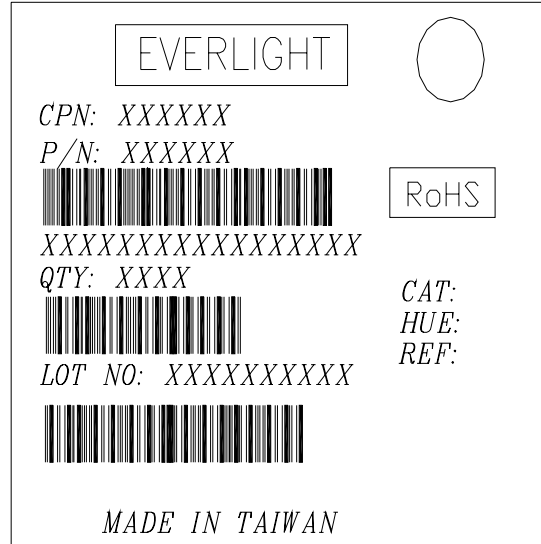 EVERLIGHT
CPN: XXXXXX
P/N: XXXXXX
RoHS
XXXXXXXXXXXXXXXXX
QTY: XXXX
CAT:
HUE:
REF:
LOT NO: XXXXXXXXXX
MADE IN TAIWAN